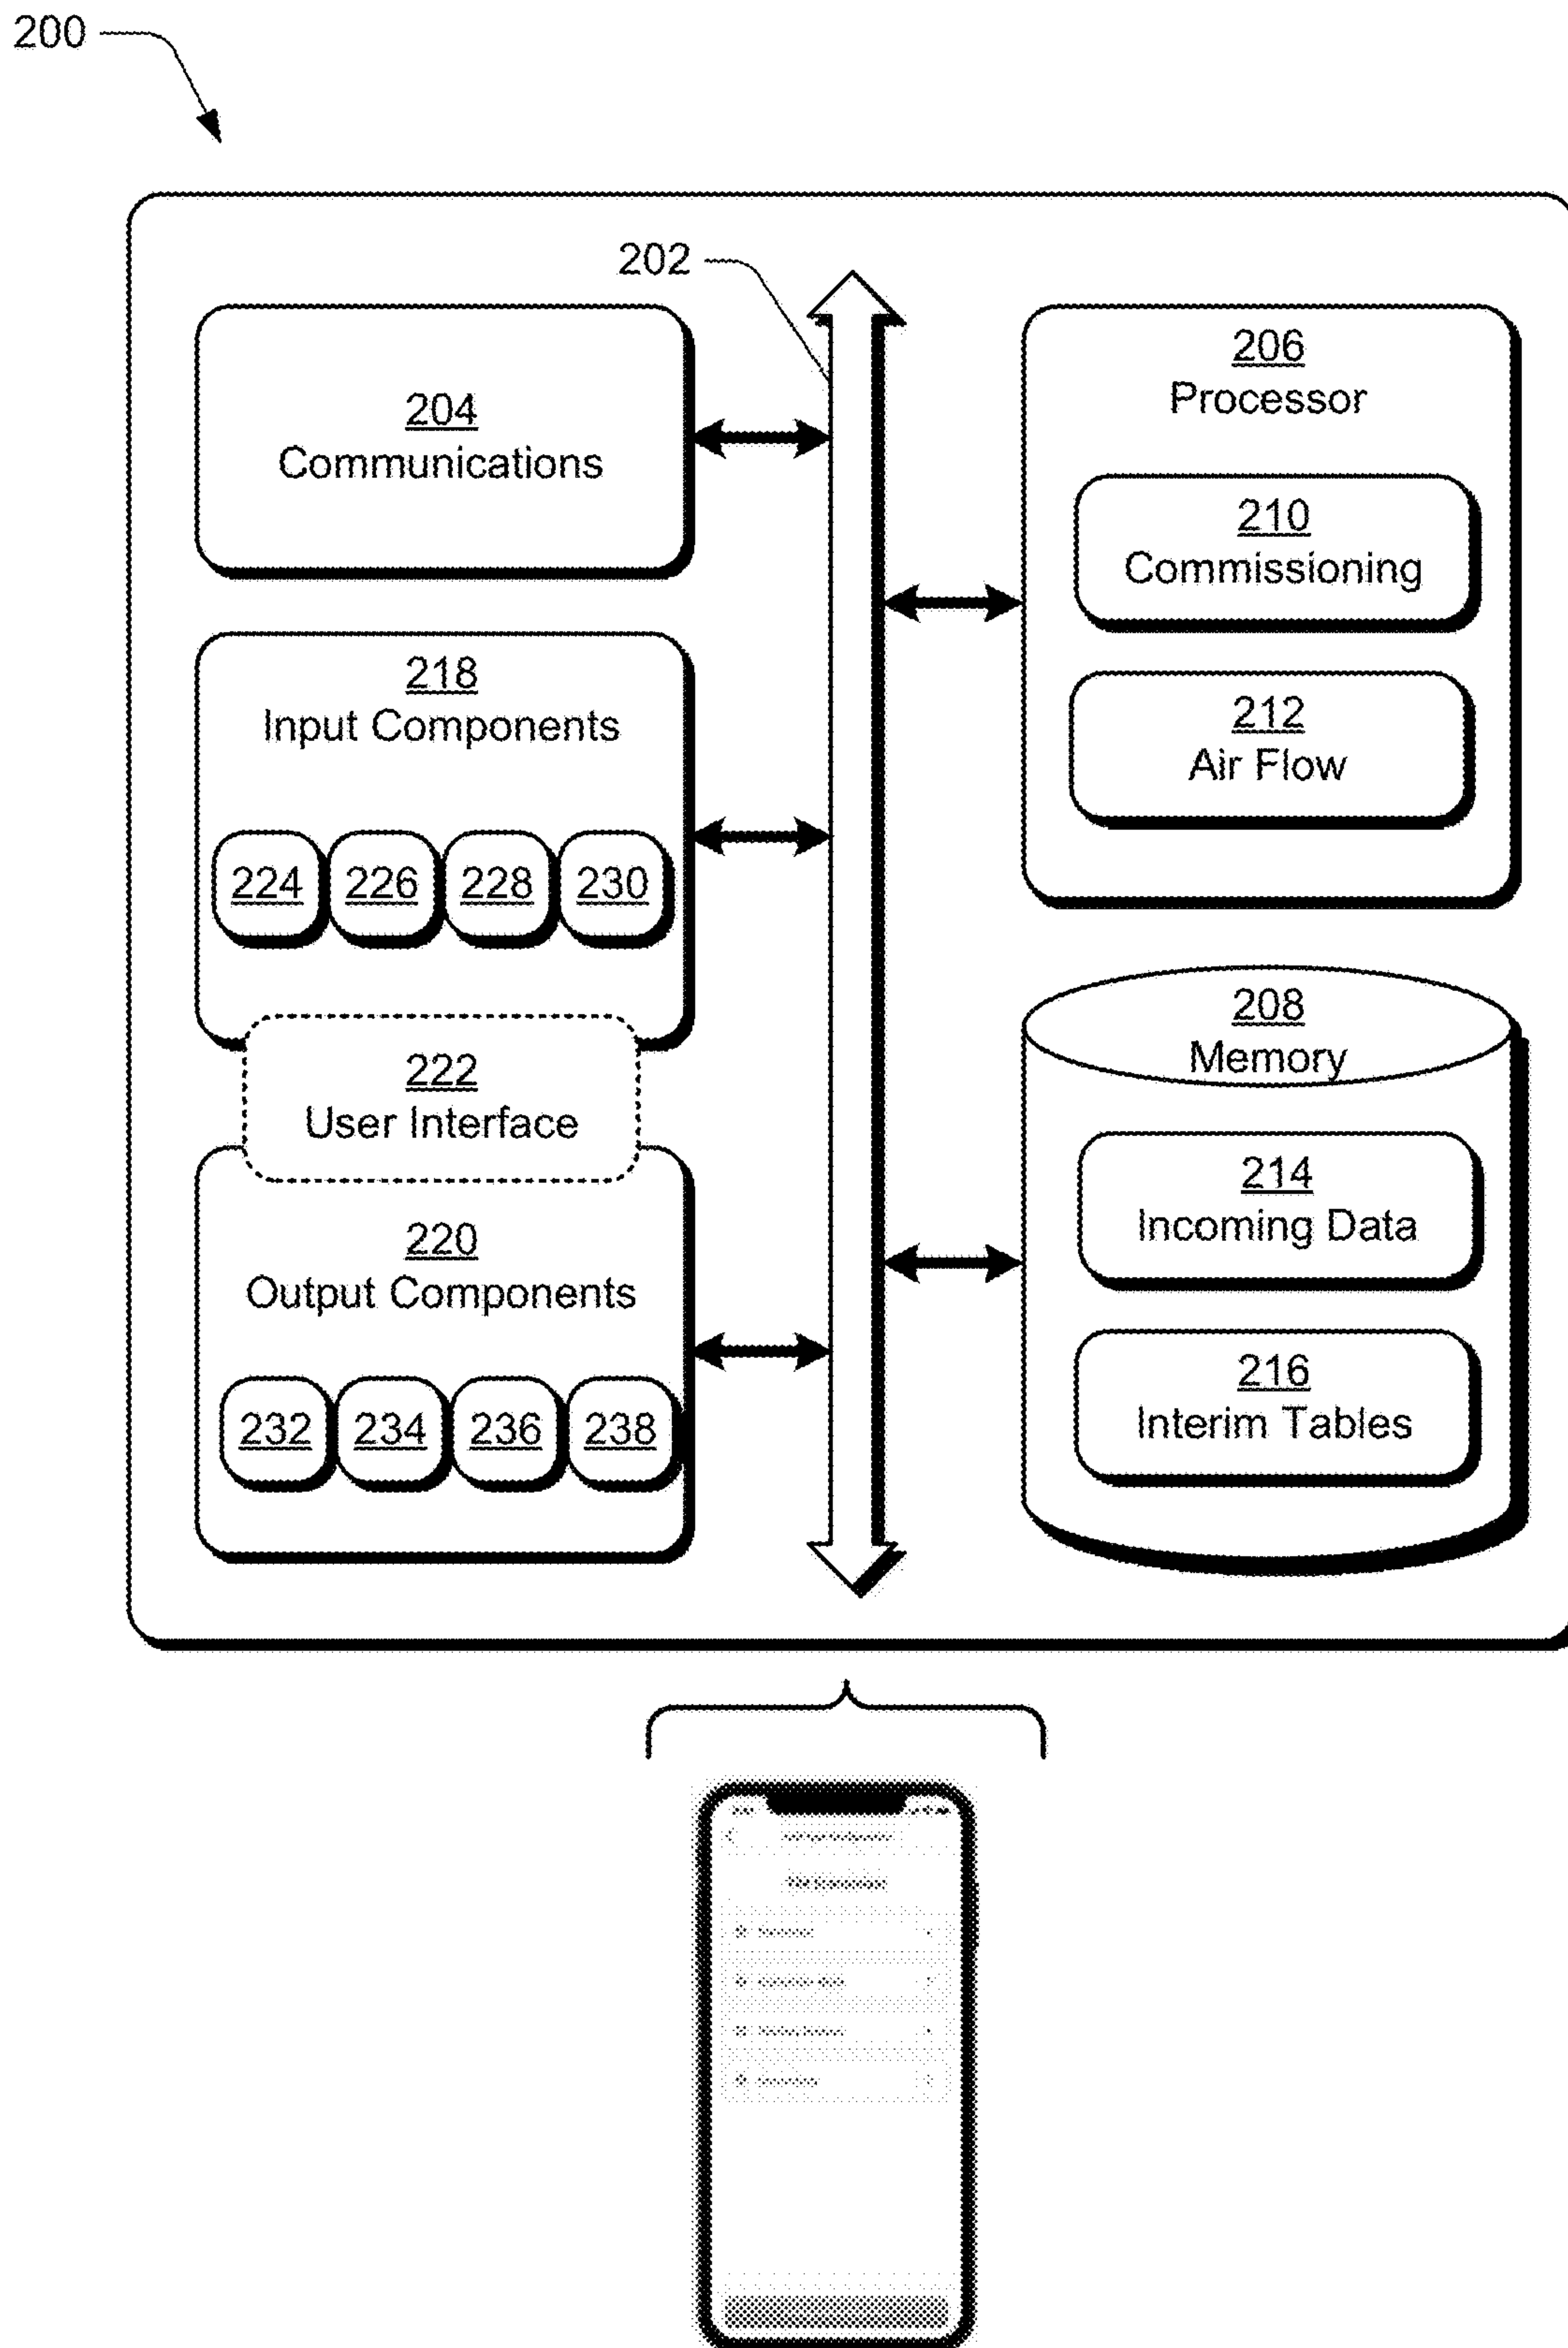 200
202
204
Communications
206
Processor
210
Commissioning
212
Air Flow
218
Input Components
224 226 228 230
222
User Interface
220
Output Components
232 234 236 238
208
Memory
214
Incoming Data
216
Interim Tables